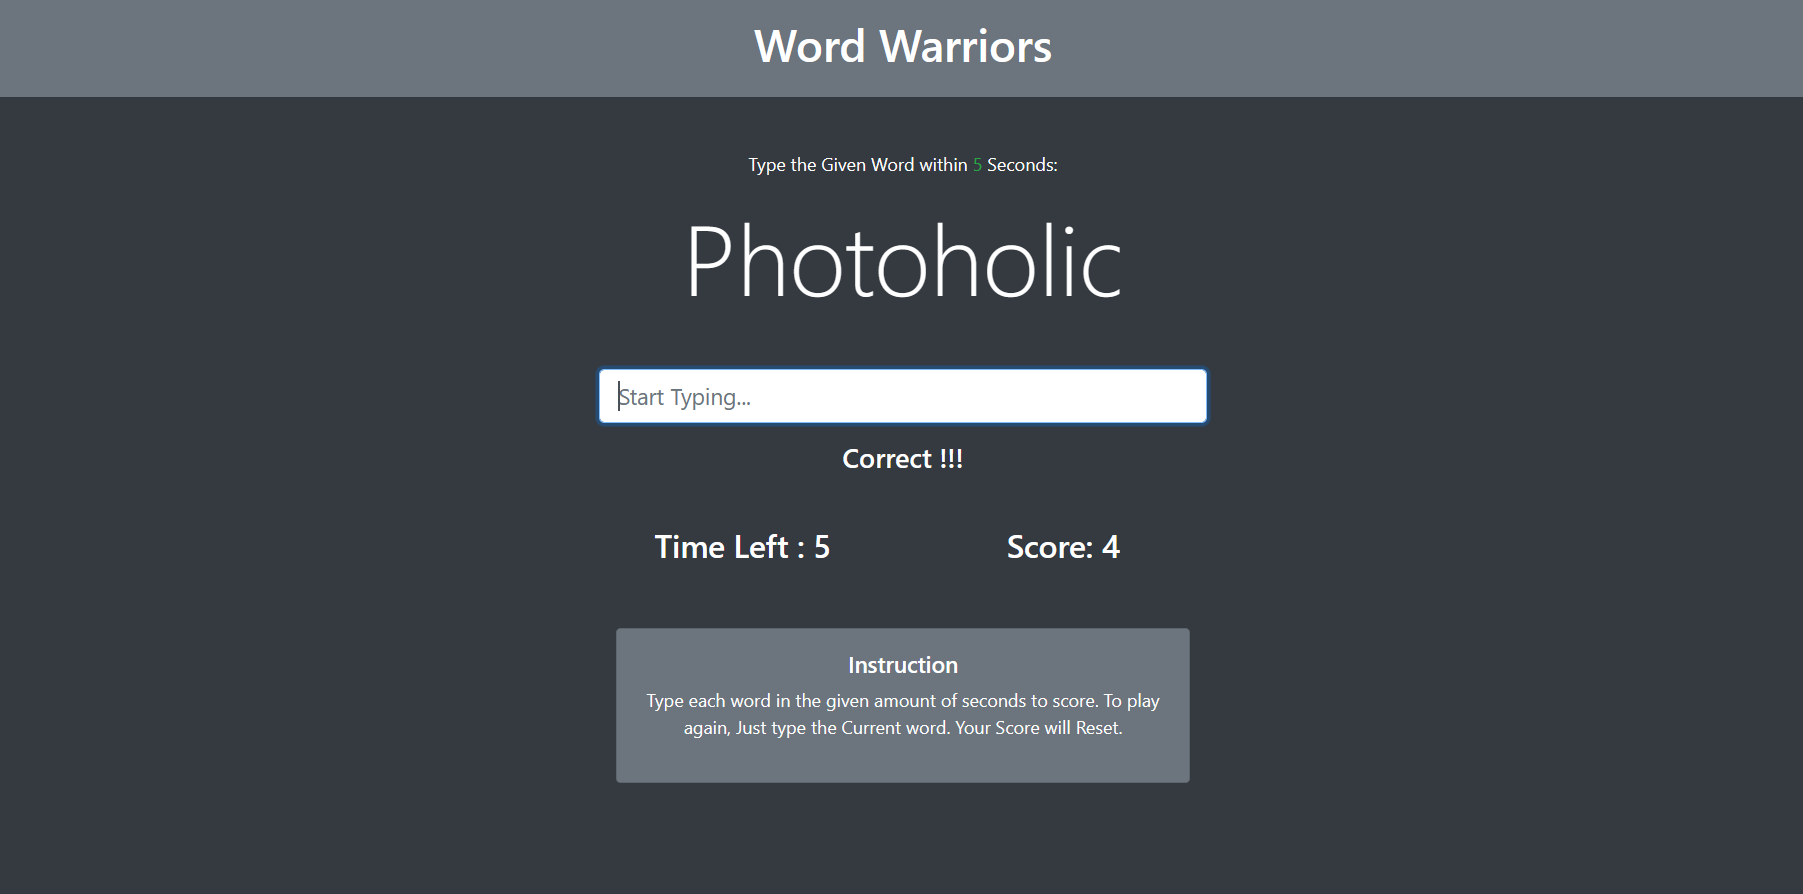 Word Warriors
Type the Given Word within 5 Seconds:
Photoholic
Start Typing...
Correct !!!
Time Left : 5
Score: 4
Instruction
Type each word in the given amount of seconds to score. To play
again, Just type the Current word. Your Score will Reset.